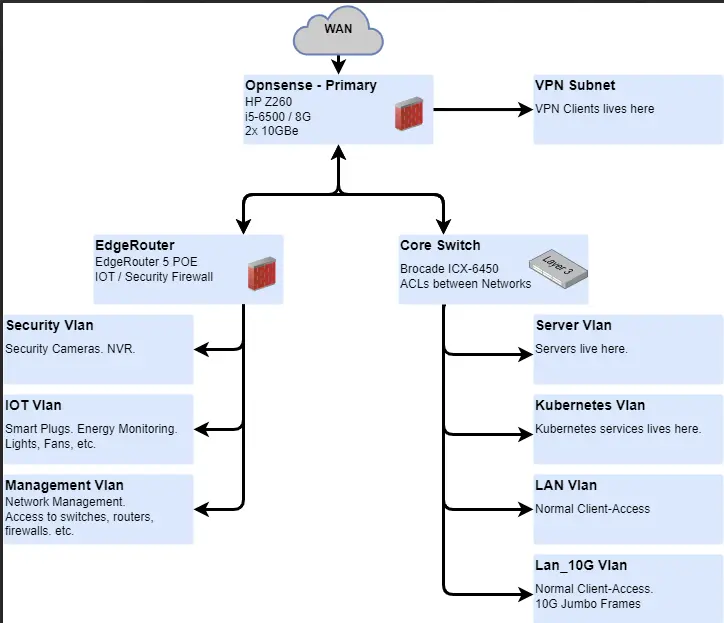 WAN
Opnsense - Primary
HP Z260
i5-6500 / 8G
2x 10GBe
VPN Subnet
VPN Clients lives here
EdgeRouter
EdgeRouter 5 POE
IOT / Security Firewall
Core Switch
Brocade ICX-6450
ACLs between Networks
Layer 3
Security Vlan
Security Cameras. NVR.
Server Vlan
Servers live here.
IOT Vlan
Smart Plugs. Energy Monitoring.
Lights, Fans, etc.
Kubernetes Vlan
Kubernetes services lives here.
Management Vlan
Network Management.
Access to switches, routers,
firewalls. etc.
LAN Vlan
Normal Client-Access
Lan_10G Vlan
Normal Client-Access.
10G Jumbo Frames